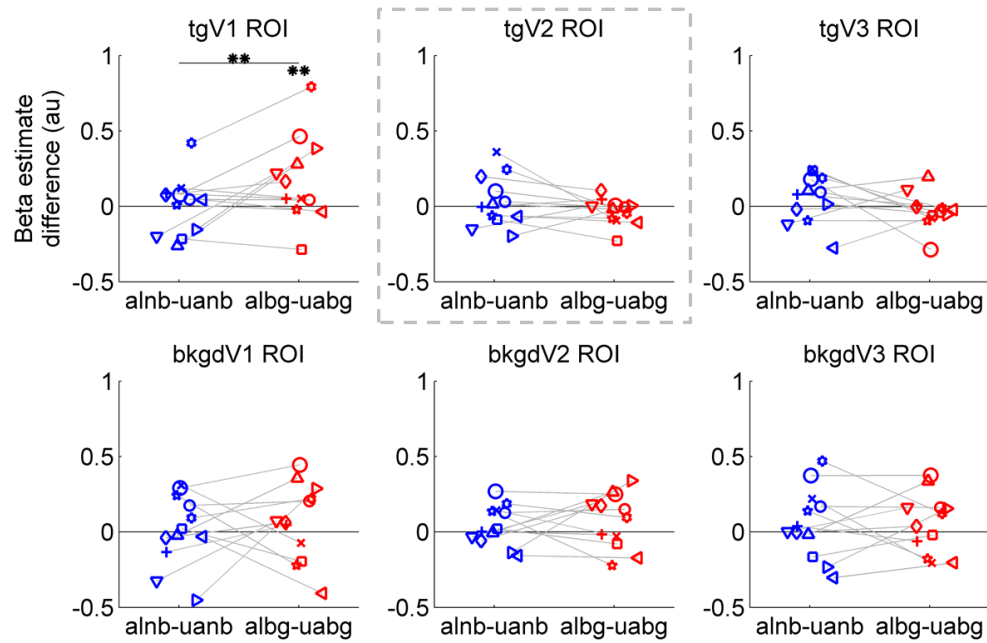 tgV1 ROI
tgV2 ROI
tgV3 ROI
Beta estimate
difference (au)
1
0.5
0
-0.5
**
**
alnb-uanb albg-uabg
1
0.5
0
-0.5
alnb-uanb albg-uabg
1
0.5
0
-0.5
alnb-uanb albg-uabg
bkgdV1 ROI
bkgdV2 ROI
bkgdV3 ROI
1
0.5
0
-0.5
alnb-uanb albg-uabg
1
0.5
0
-0.5
alnb-uanb albg-uabg
1
0.5
0
-0.5
alnb-uanb albg-uabg